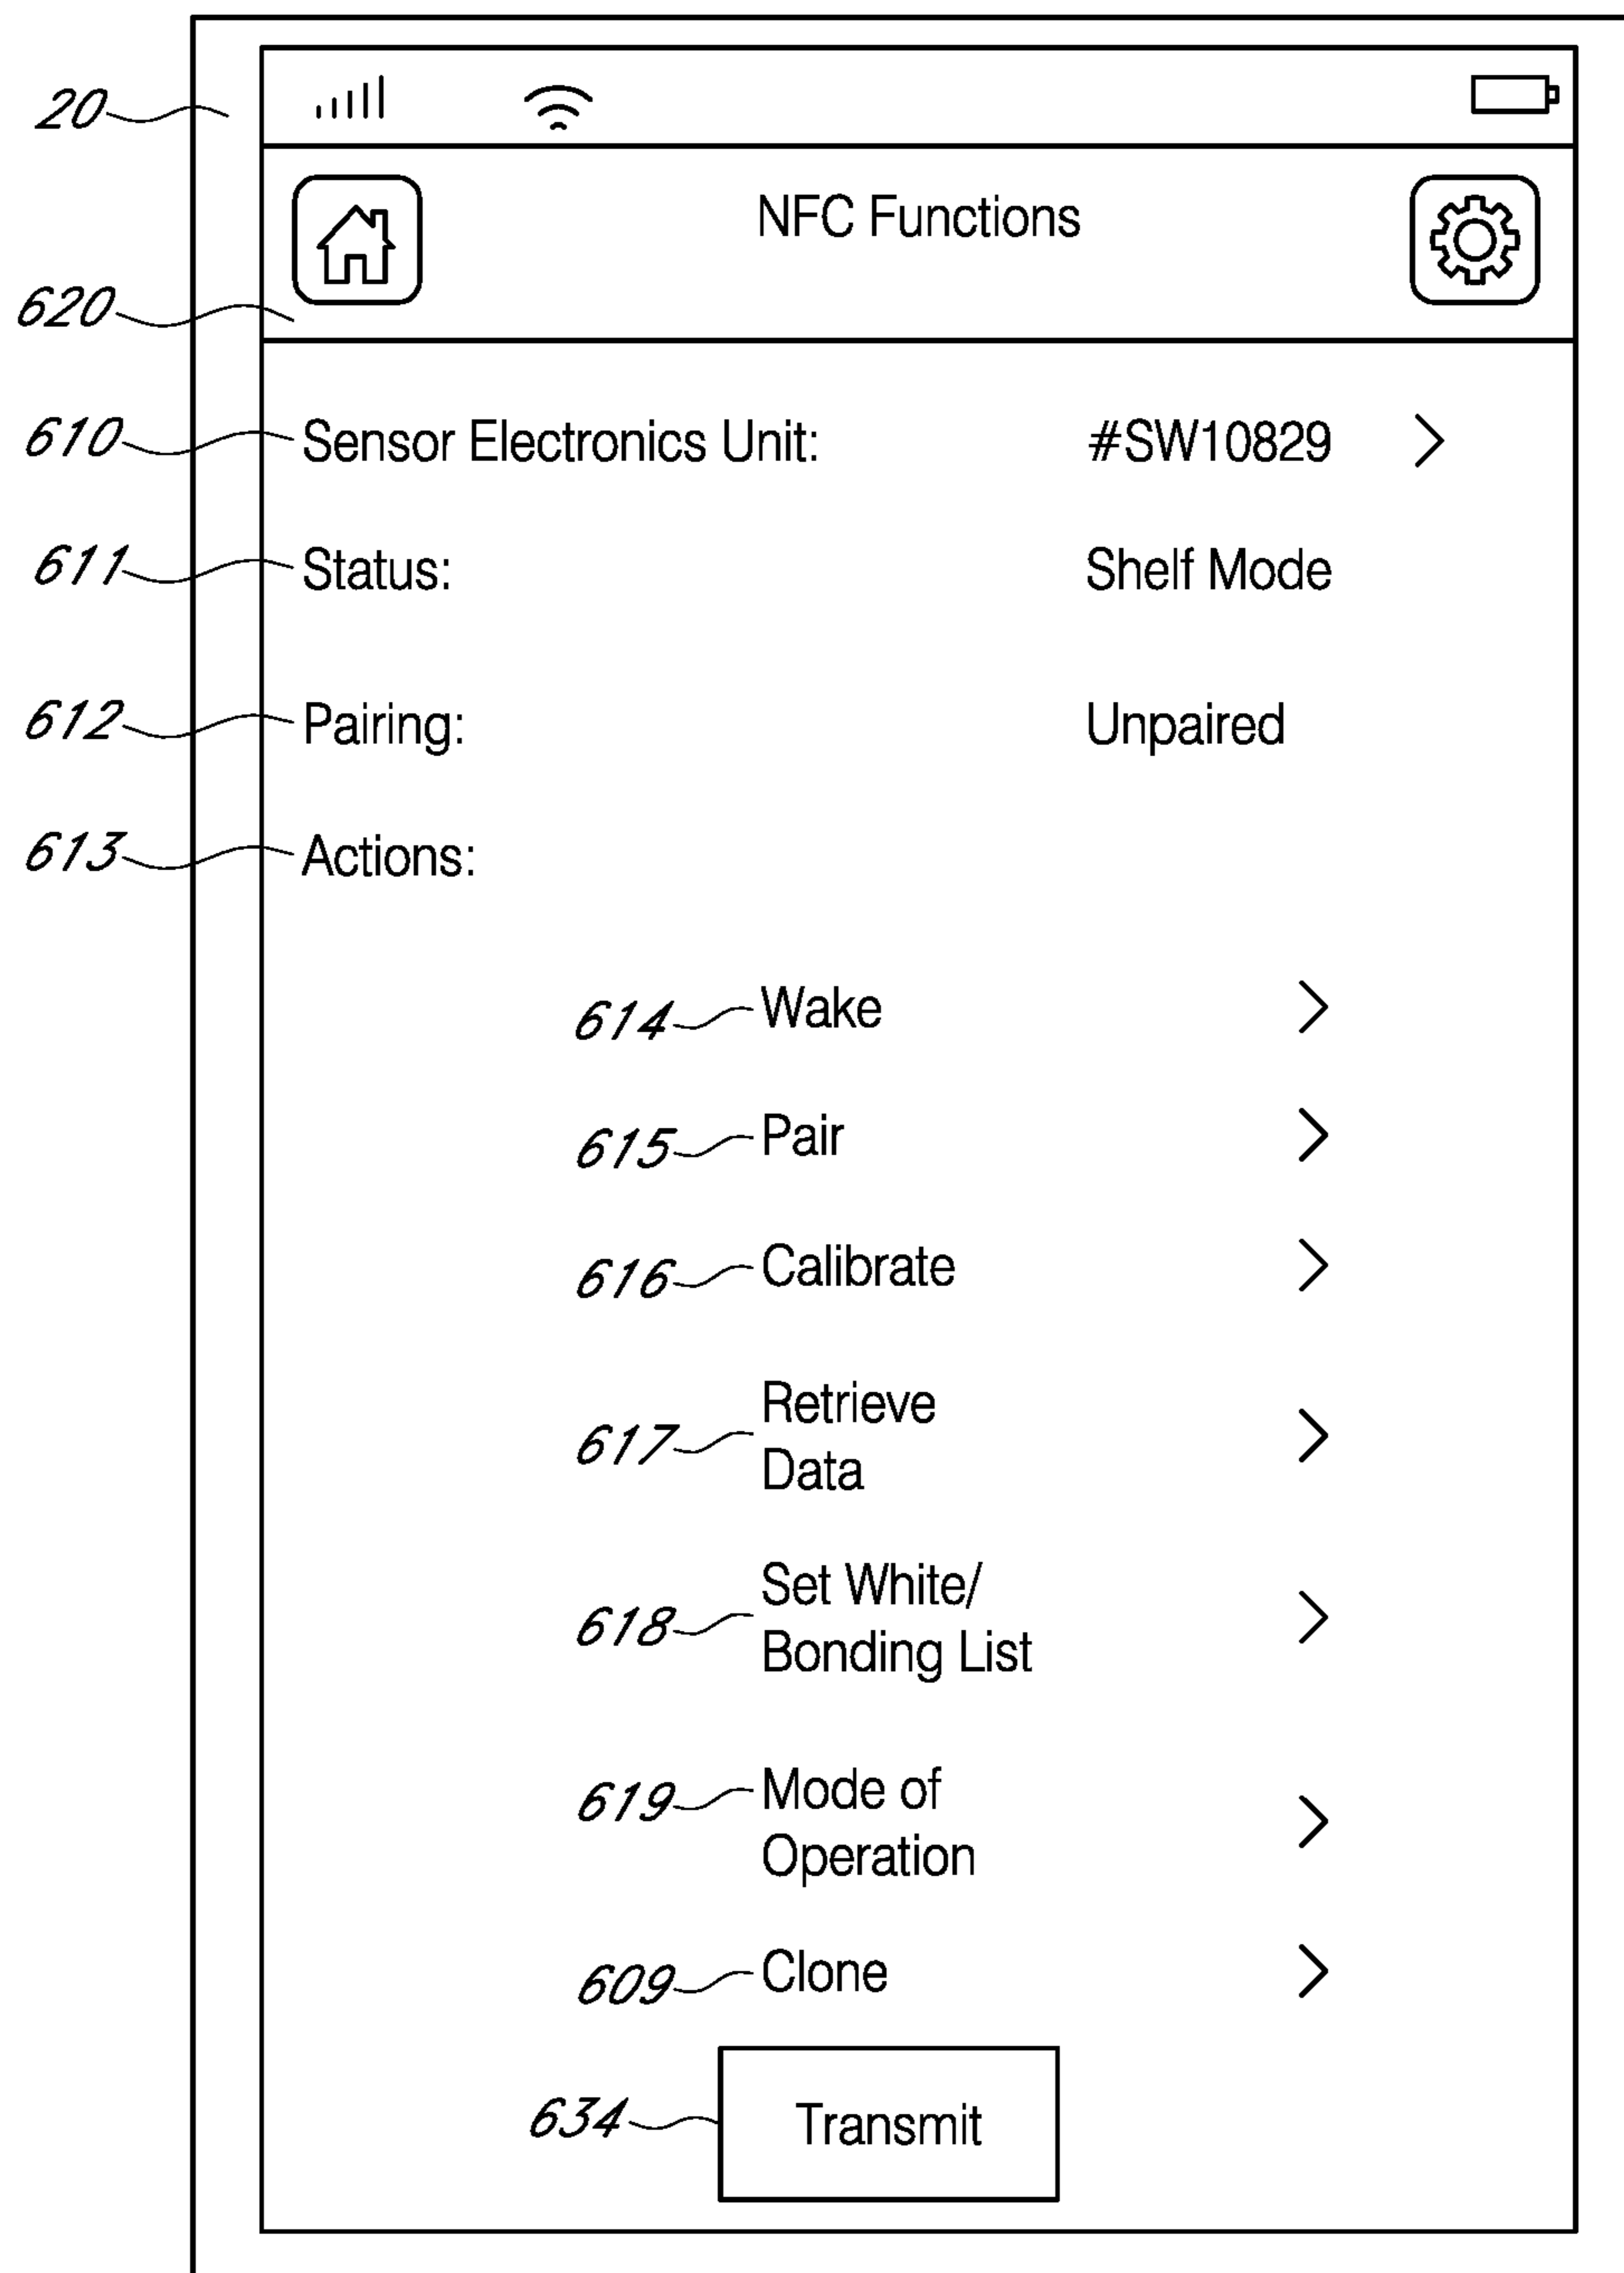 20
NFC Functions
620
610 Sensor Electronics Unit: #SW10829
611 Status: Shelf Mode
612 Pairing: Unpaired
613 Actions:
614 Wake
615 Pair
616 Calibrate
617 Retrieve
Data
618 Set White/
Bonding List
619 Mode of
Operation
609 Clone
634 Transmit